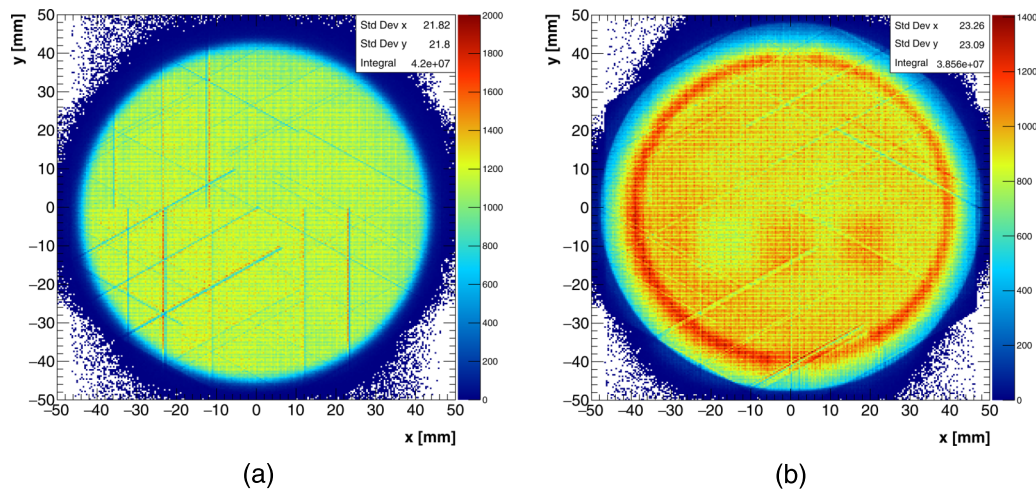 y [mm]
50
40
30
20
10
0
−10
−20
−30
−40
−50
−50 −40 −30 −20 −10 0 10 20 30 40 50
x [mm]
Std Dev x 21.82
Std Dev y 21.8
Integral 4.2e+07
2000
1800
1600
1400
1200
1000
800
600
400
200
0
(a)
y [mm]
50
40
30
20
10
0
−10
−20
−30
−40
−50
−50 −40 −30 −20 −10 0 10 20 30 40 50
x [mm]
Std Dev x 23.26
Std Dev y 23.09
Integral 3.856e+07
1400
1200
1000
800
600
400
200
0
(b)